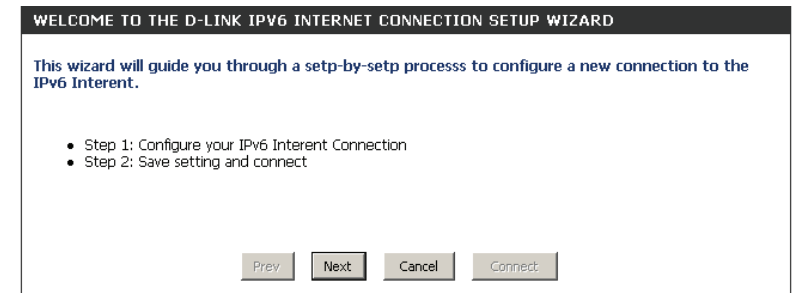 WELCOME TO THE D-LINK IPV6 INTERNET CONNECTION SETUP WIZARD
This wizard will guide you through a setp-by-setp processs to configure a new connection to the
IPv6 Interent.
• Step 1: Configure your IPv6 Interent Connection
• Step 2: Save setting and connect
Prev Next Cancel Connect